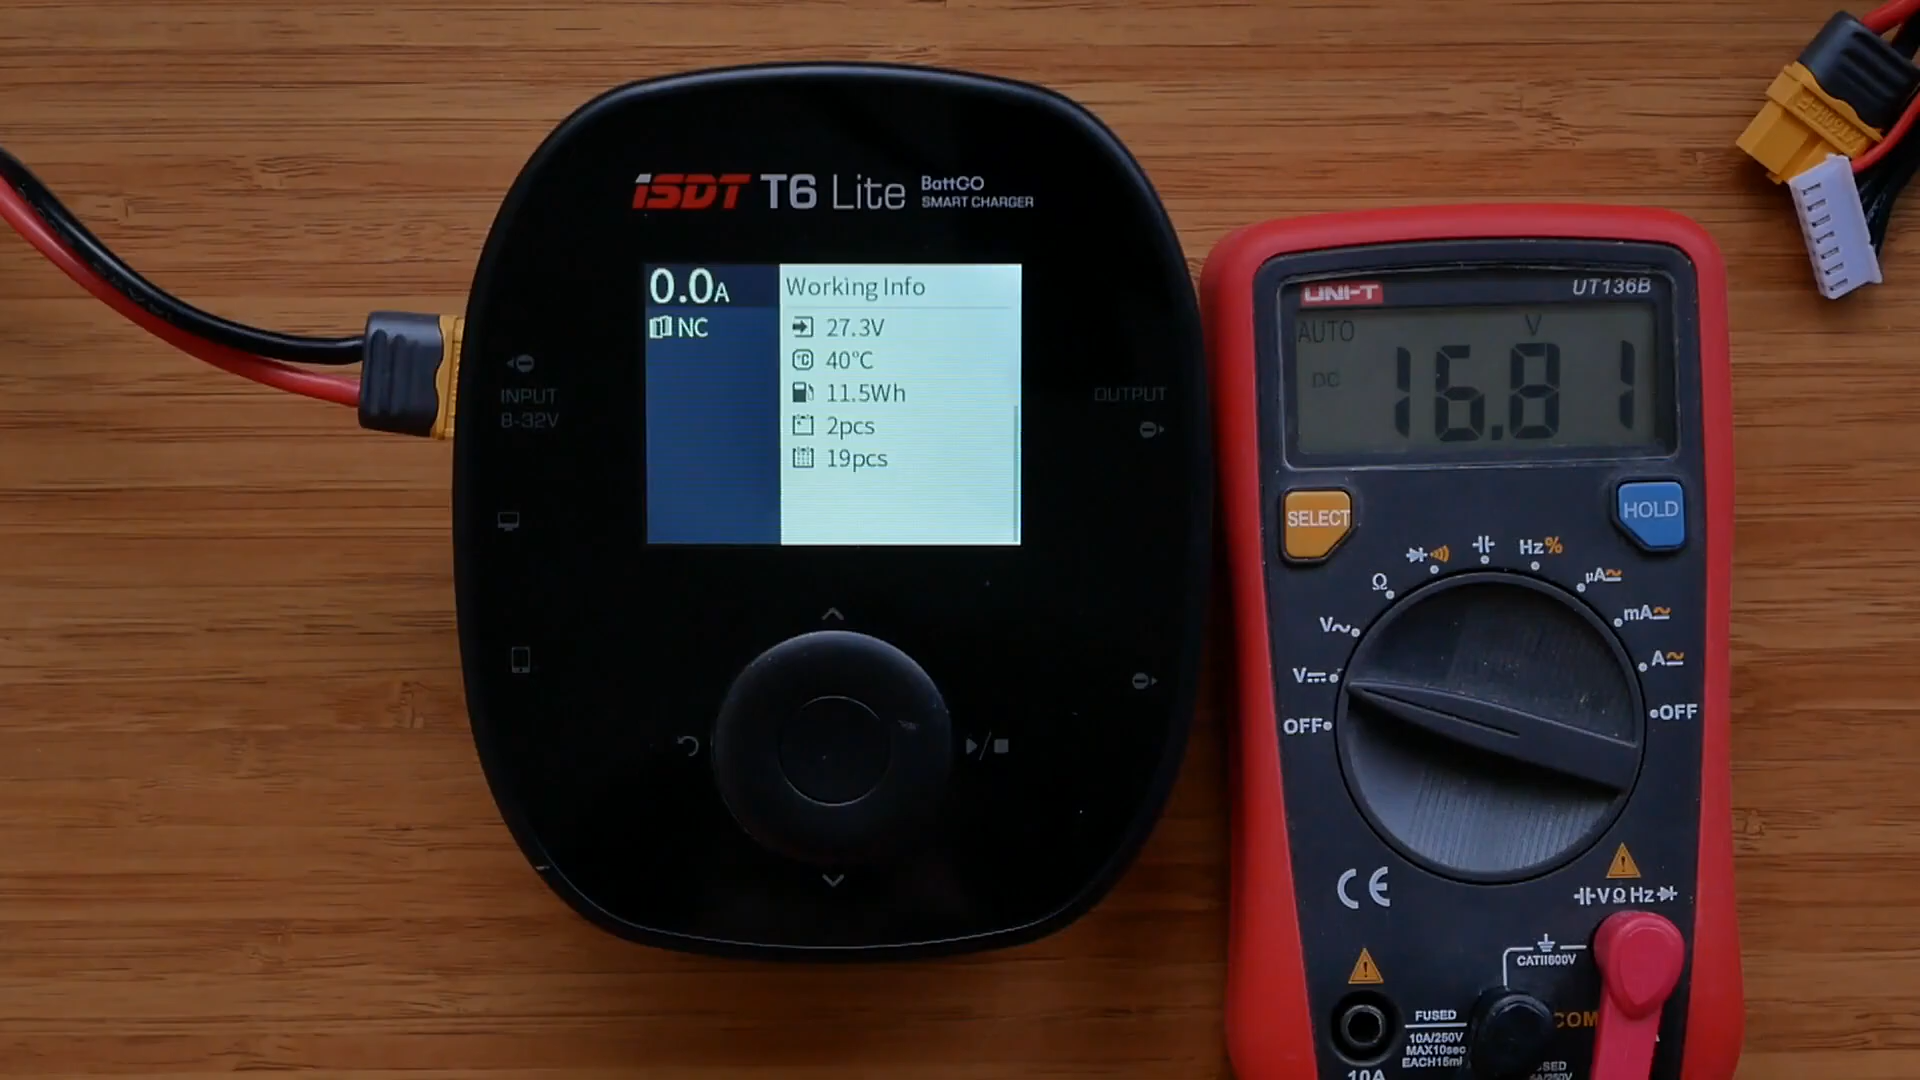 iSDT T6 Lite BattGO
SMART CHARGER
0.0A
NC
Working Info
27.3V
40°C
11.5Wh
2pcs
19pcs
INPUT
8-32V
OUTPUT
UNI-T
UT136B
AUTO
V
DC
16.81
SELECT
HOLD
Hz%
Ω
µA
mA
V~
A
V
OFF
OFF
CE
VΩHz
CATII600V
COM
FUSED
10A/250V
MAX10sec
EACH15mi
10A